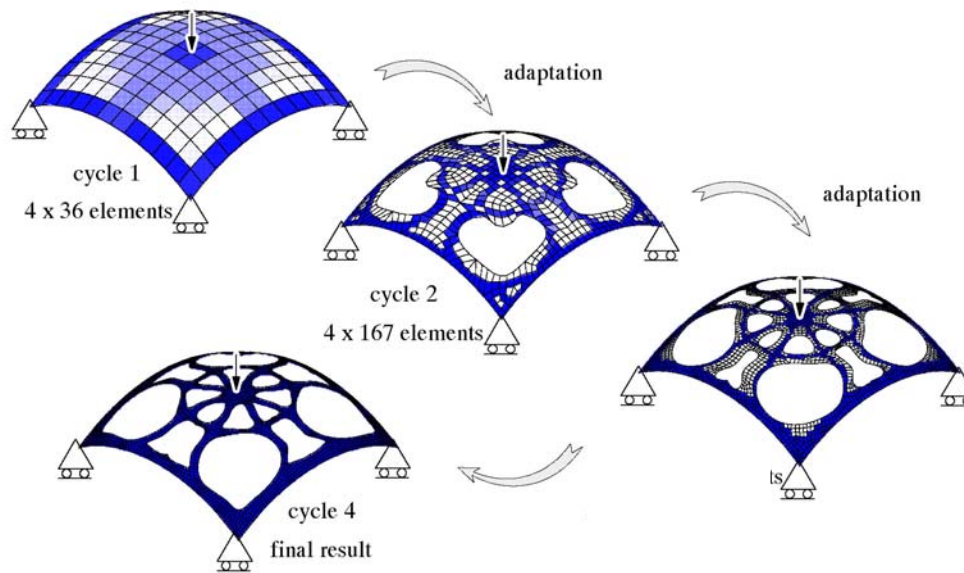 adaptation
cycle 1
4 x 36 elements
adaptation
cycle 2
4 x 167 elements
ts
cycle 4
final result